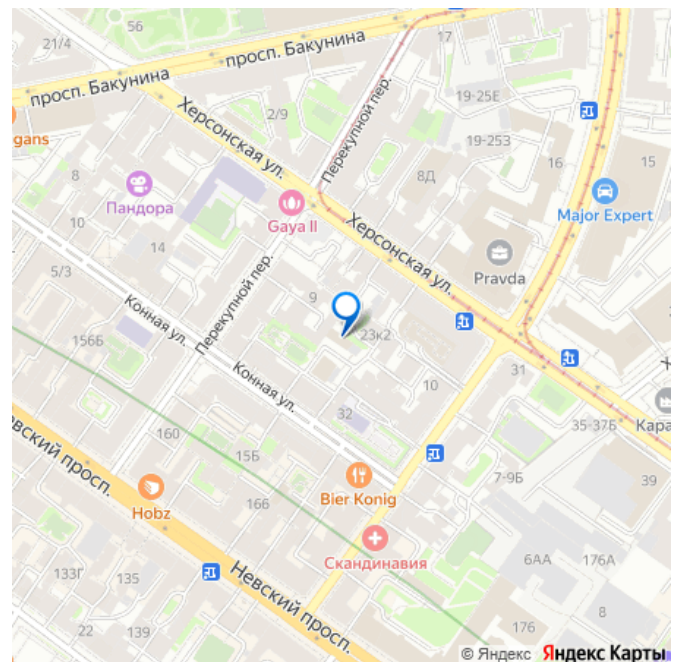 56
17
21/4
просп. Бакунина
просп. Бакунина
19-25Е
2/9
Перекупной пер.
Херсонская ул.
gans
19-253
16
15
8
8Д
Пандора
Major Expert
10
Gaya II
Херсонская ул.
14
Pravda
5/3
Перекупной пер.
9
Конная ул.
23к2
156Б
31
10
Конная ул.
32
Кара
35-37Б
160
15Б
7-9Б
Невский просп.
39
Bier Konig
Hobz
166
Скандинавия
6АА
176А
133Г
135
Невский просп.
8
22
139
176
© Яндекс Яндекс Карты